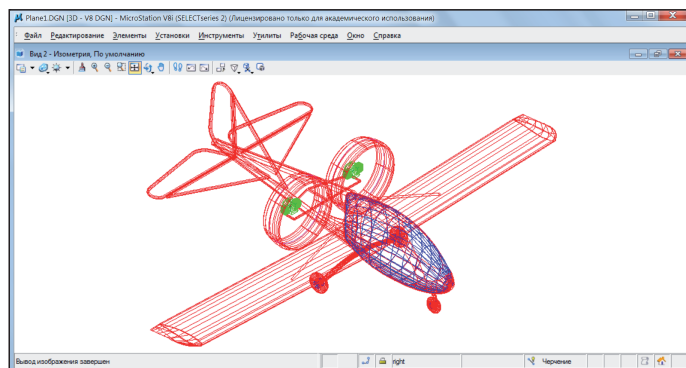 Plane1.DGN [3D - V8 DGN] - MicroStation V8i (SELECTseries 2) (Лицензировано только для академического использования)
Файл Редактирование Элементы Установки Инструменты Утилиты Рабочая среда Окно Справка
Вид 2 - Изометрия, По умолчанию
Вывод изображения завершен right Черчение